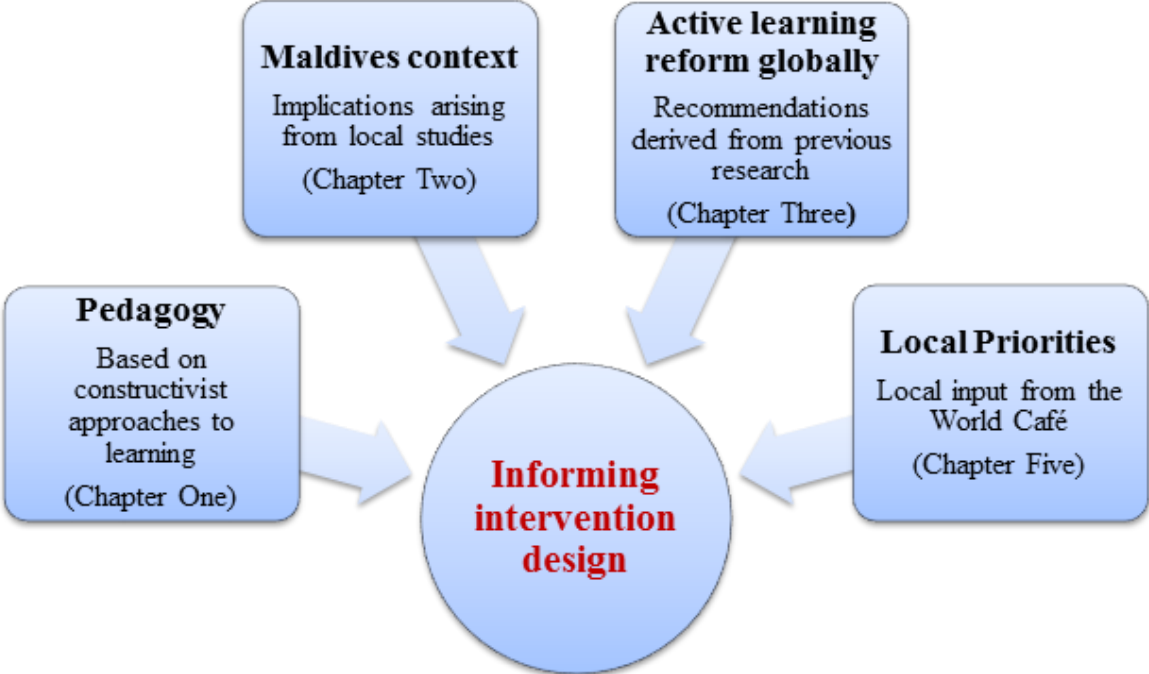 Maldives context
Implications arising
from local studies
(Chapter Two)
Active learning
reform globally
Recommendations
derived from previous
research
(Chapter Three)
Pedagogy
Based on
constructivist
approaches to
learning
(Chapter One)
Local Priorities
Local input from the
World Café
(Chapter Five)
Informing
intervention
design